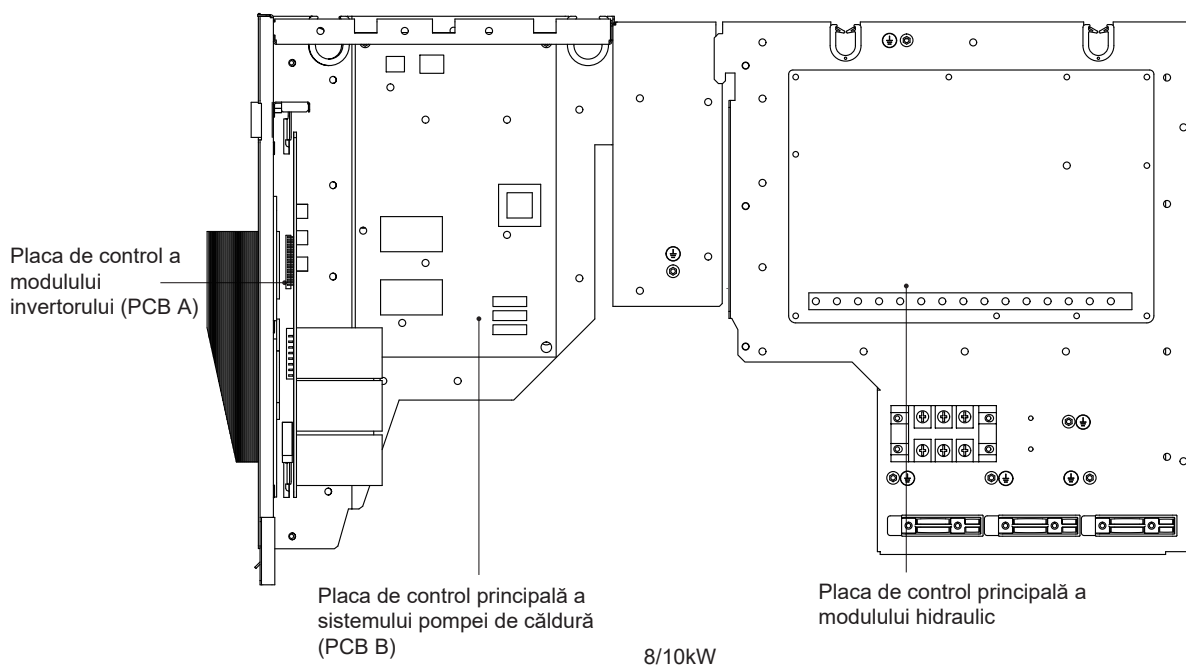 Placa de control a
modulului
invertorului (PCB A)
Placa de control principală a
sistemului pompei de căldură
(PCB B)
Placa de control principală a
modulului hidraulic
8/10kW